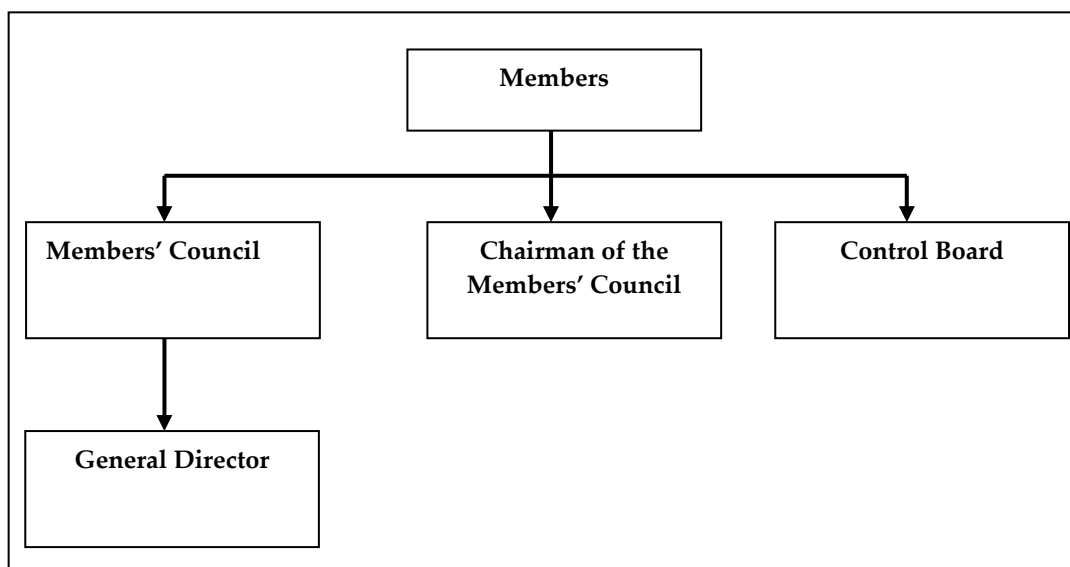 Members
Members’ Council
Chairman of the
Members’ Council
Control Board
General Director